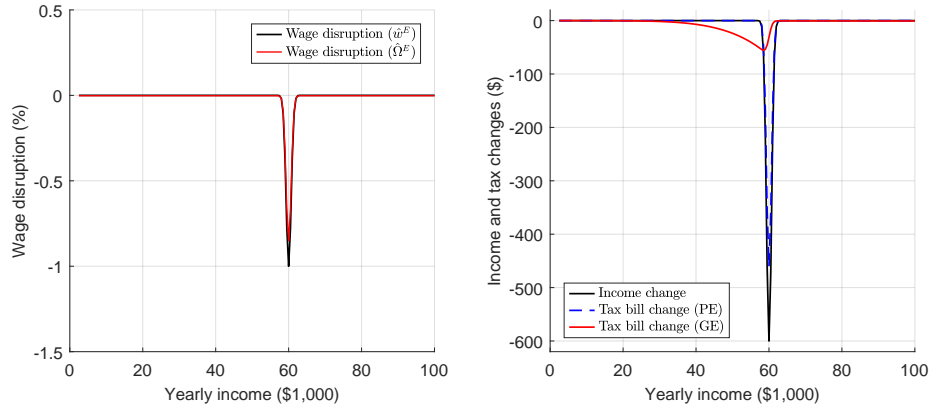 0.5
0
-0.5
-1
-1.5
Wage disruption (%)
Wage disruption (ŵ^E)
Wage disruption (Ω̂^E)
0 20 40 60 80 100
Yearly income ($1,000)
0
-100
-200
-300
-400
-500
-600
Income and tax changes ($)
Income change
Tax bill change (PE)
Tax bill change (GE)
0 20 40 60 80 100
Yearly income ($1,000)